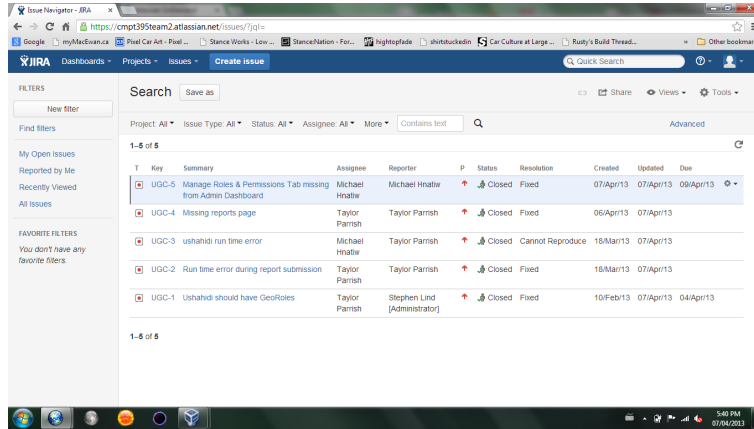 Issue Navigator - JIRA
https://cmpt395team2.atlassian.net/issues/?jql=
Google myMacEwan.ca Pixel Car Art - Pixel ... Stance Works - Low ... Stance:Nation - For... hightopfade shirtstuckedin Car Culture at Large ... Rusty's Build Thread... » Other bookmar
JIRA Dashboards Projects Issues Create issue Quick Search
FILTERS
New filter
Find filters
My Open Issues
Reported by Me
Recently Viewed
All Issues
FAVORITE FILTERS
You don't have any
favorite filters.
Search Save as Share Views Tools
Project: All Issue Type: All Status: All Assignee: All More Contains text Advanced
1–5 of 5
T Key Summary Assignee Reporter P Status Resolution Created Updated Due
UGC-5 Manage Roles & Permissions Tab missing from Admin Dashboard Michael Hnatiw Michael Hnatiw Closed Fixed 07/Apr/13 07/Apr/13 09/Apr/13
UGC-4 Missing reports page Taylor Parrish Taylor Parrish Closed Fixed 06/Apr/13 07/Apr/13
UGC-3 ushahidi run time error Michael Hnatiw Taylor Parrish Closed Cannot Reproduce 18/Mar/13 07/Apr/13
UGC-2 Run time error during report submission Taylor Parrish Taylor Parrish Closed Fixed 18/Mar/13 07/Apr/13
UGC-1 Ushahidi should have GeoRoles Taylor Parrish Stephen Lind [Administrator] Closed Fixed 10/Feb/13 07/Apr/13 04/Apr/13
1–5 of 5
5:40 PM
07/04/2013